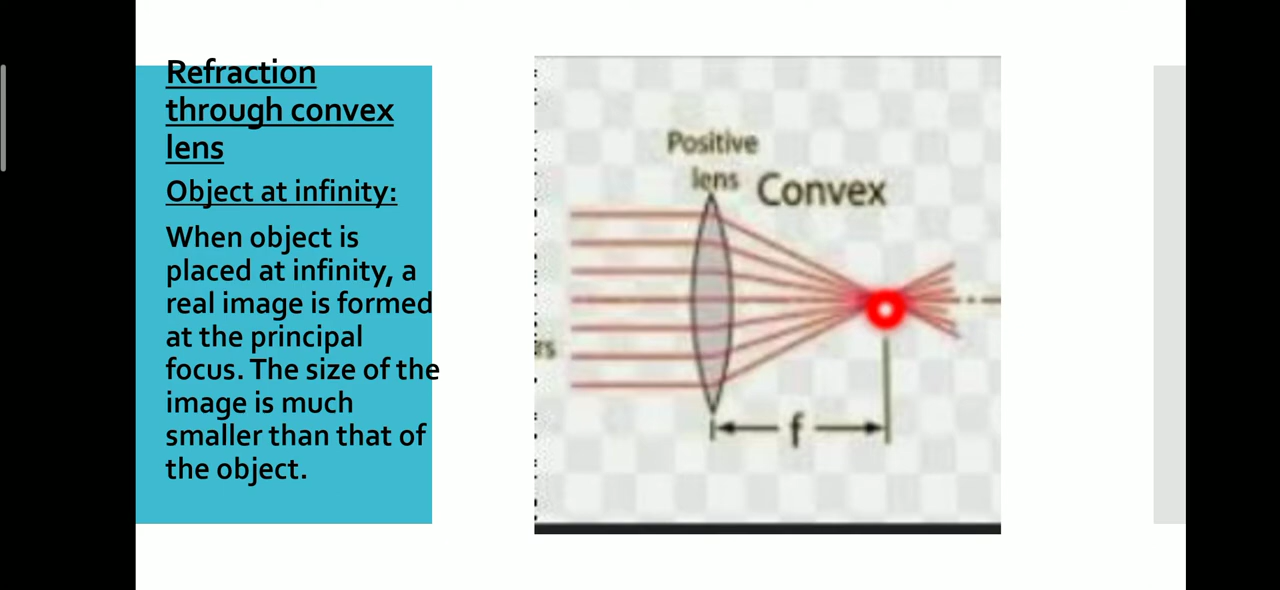 Refraction
through convex
lens
Object at infinity:
When object is
placed at infinity, a
real image is formed
at the principal
focus. The size of the
image is much
smaller than that of
the object.
Positive
lens
Convex
rs
f